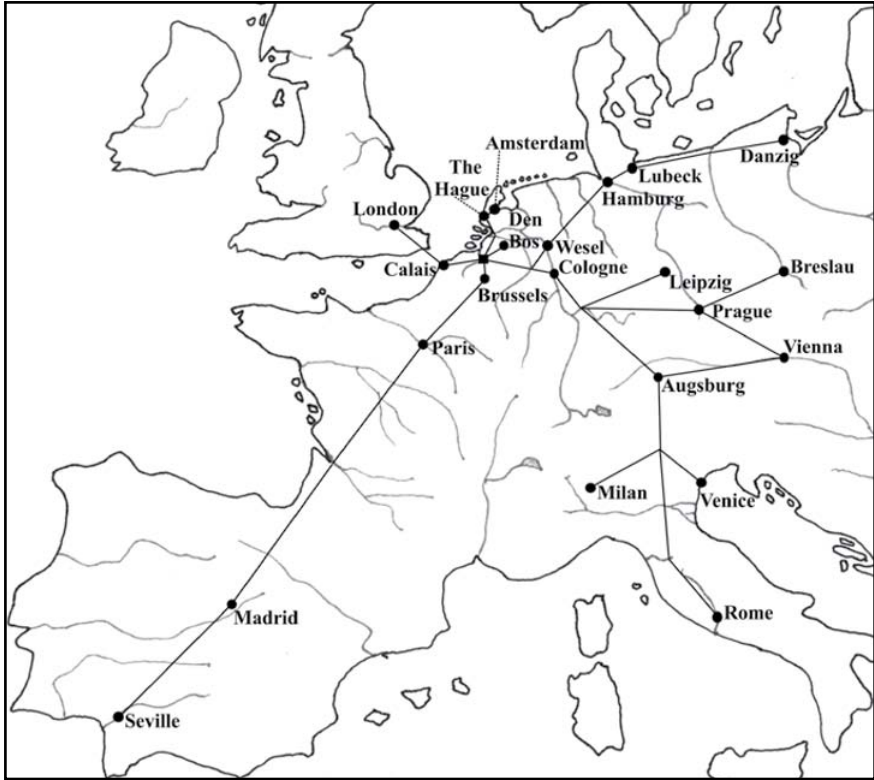 Amsterdam
The
Hague
Danzig
Lubeck
Hamburg
London
Den
Bos
Wesel
Calais
Cologne
Leipzig
Breslau
Brussels
Prague
Paris
Vienna
Augsburg
Milan
Venice
Madrid
Rome
Seville